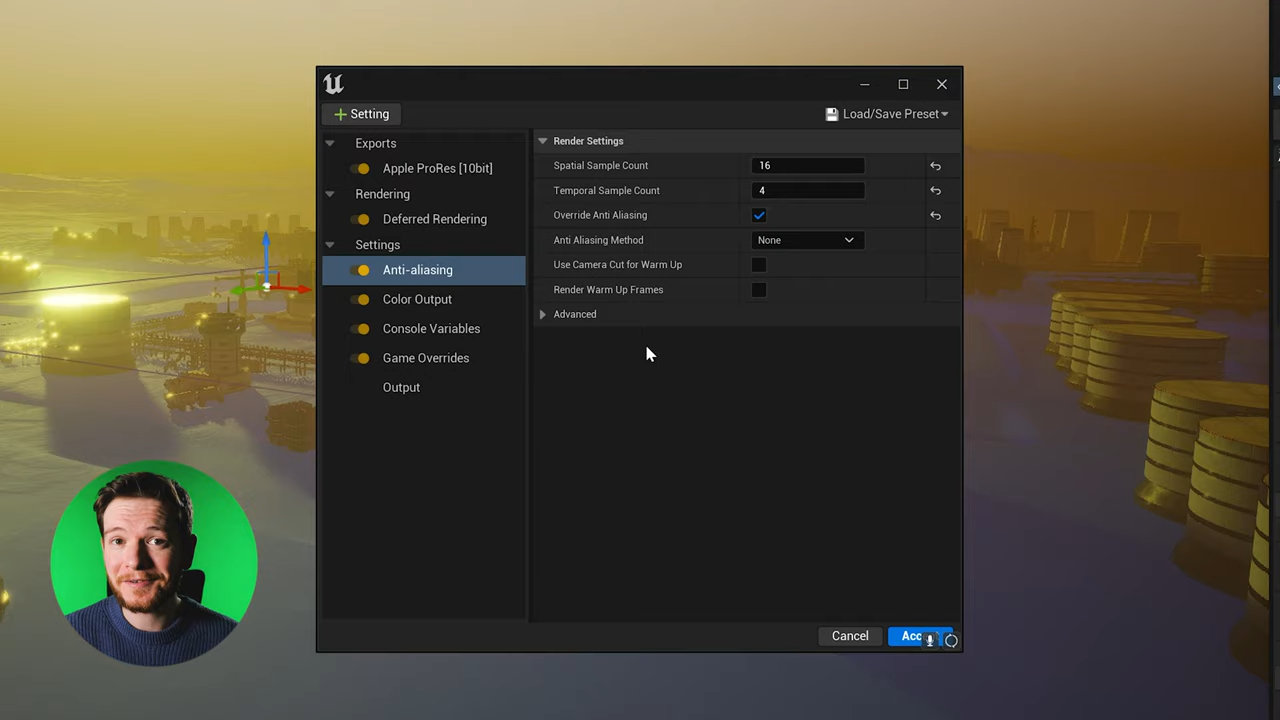 Setting
Load/Save Preset
Exports
Apple ProRes [10bit]
Rendering
Deferred Rendering
Settings
Anti-aliasing
Color Output
Console Variables
Game Overrides
Output
Render Settings
Spatial Sample Count 16
Temporal Sample Count 4
Override Anti Aliasing
Anti Aliasing Method None
Use Camera Cut for Warm Up
Render Warm Up Frames
Advanced
Cancel